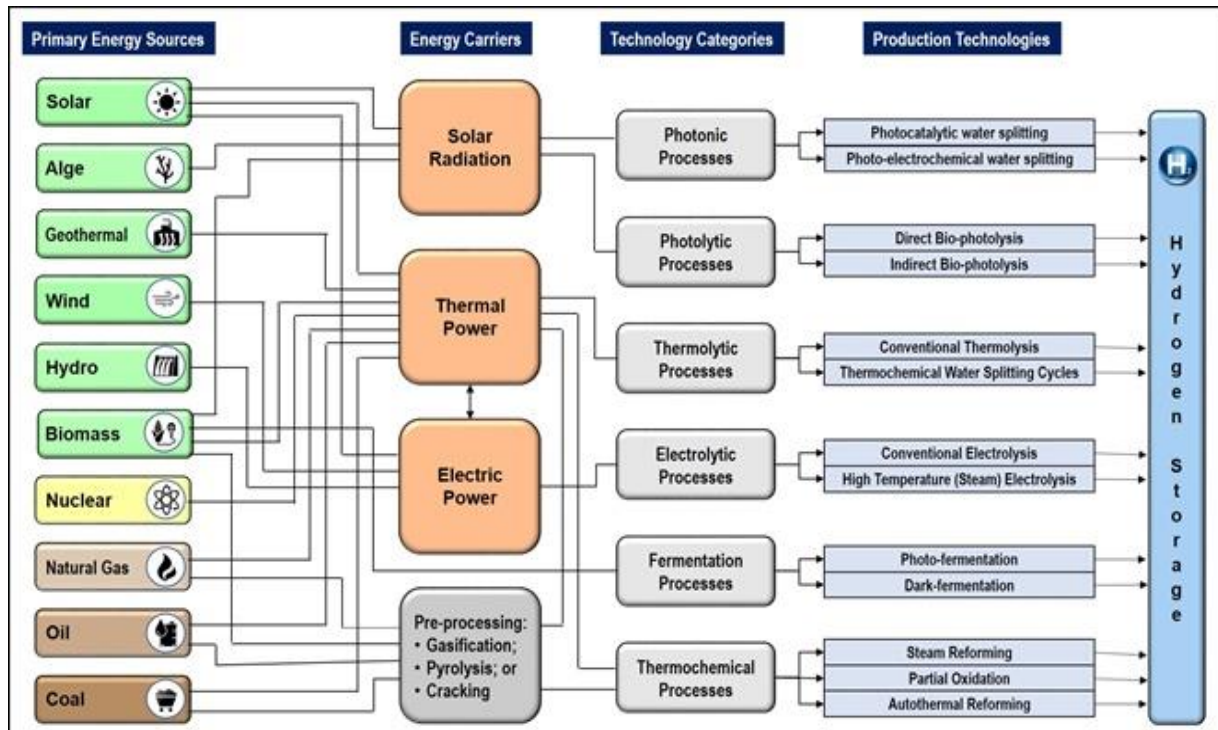 Primary Energy Sources
Energy Carriers
Technology Categories
Production Technologies
Solar
Alge
Geothermal
Wind
Hydro
Biomass
Nuclear
Natural Gas
Oil
Coal
Solar
Radiation
Thermal
Power
Electric
Power
Pre-processing:
• Gasification;
• Pyrolysis; or
• Cracking
Photonic
Processes
Photolytic
Processes
Thermolytic
Processes
Electrolytic
Processes
Fermentation
Processes
Thermochemical
Processes
Photocatalytic water splitting
Photo-electrochemical water splitting
Direct Bio-photolysis
Indirect Bio-photolysis
Conventional Thermolysis
Thermochemical Water Splitting Cycles
Conventional Electrolysis
High Temperature (Steam) Electrolysis
Photo-fermentation
Dark-fermentation
Steam Reforming
Partial Oxidation
Autothermal Reforming
H2
Hydrogen Storage